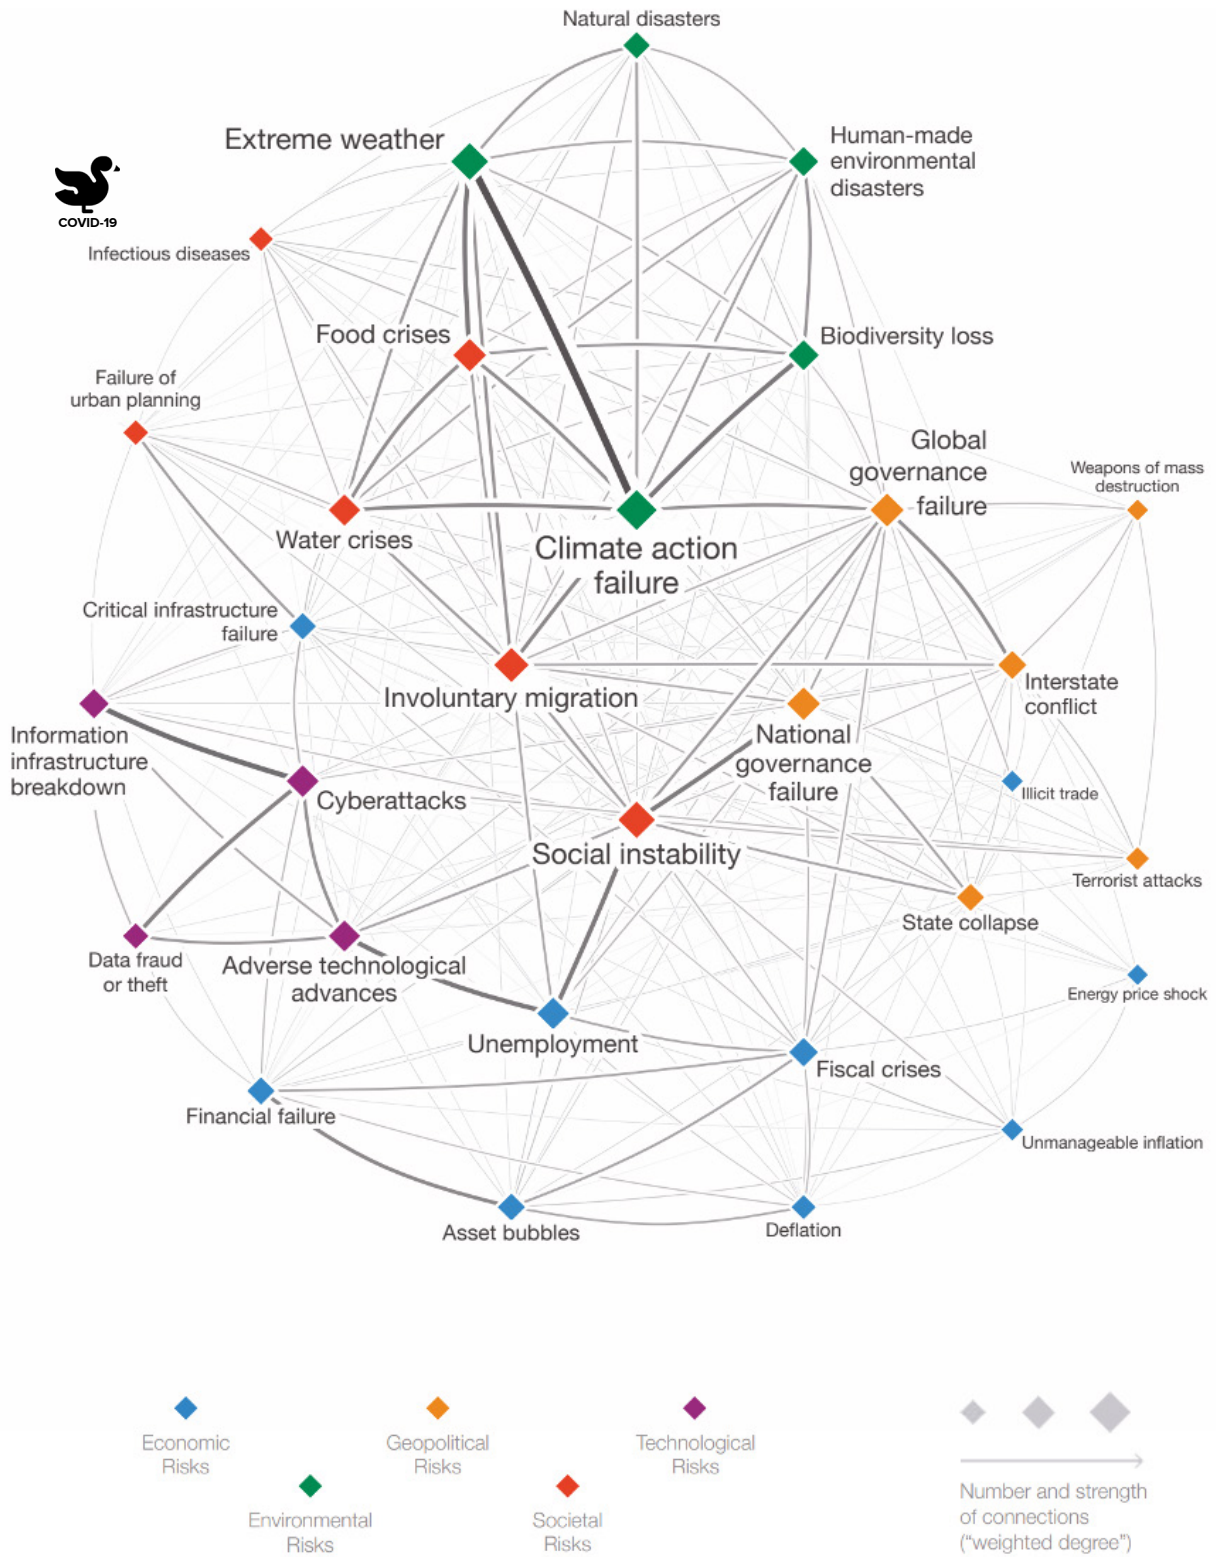 Natural disasters
Extreme weather
Human-made
environmental
disasters
COVID-19
Infectious diseases
Food crises
Biodiversity loss
Failure of
urban planning
Global
governance
failure
Weapons of mass
destruction
Water crises
Climate action
failure
Critical infrastructure
failure
Involuntary migration
Interstate
conflict
Information
infrastructure
breakdown
National
governance
failure
Illicit trade
Cyberattacks
Social instability
Terrorist attacks
State collapse
Data fraud
or theft
Adverse technological
advances
Energy price shock
Unemployment
Fiscal crises
Financial failure
Unmanageable inflation
Asset bubbles
Deflation
Economic
Risks
Geopolitical
Risks
Technological
Risks
Environmental
Risks
Societal
Risks
Number and strength
of connections
("weighted degree")